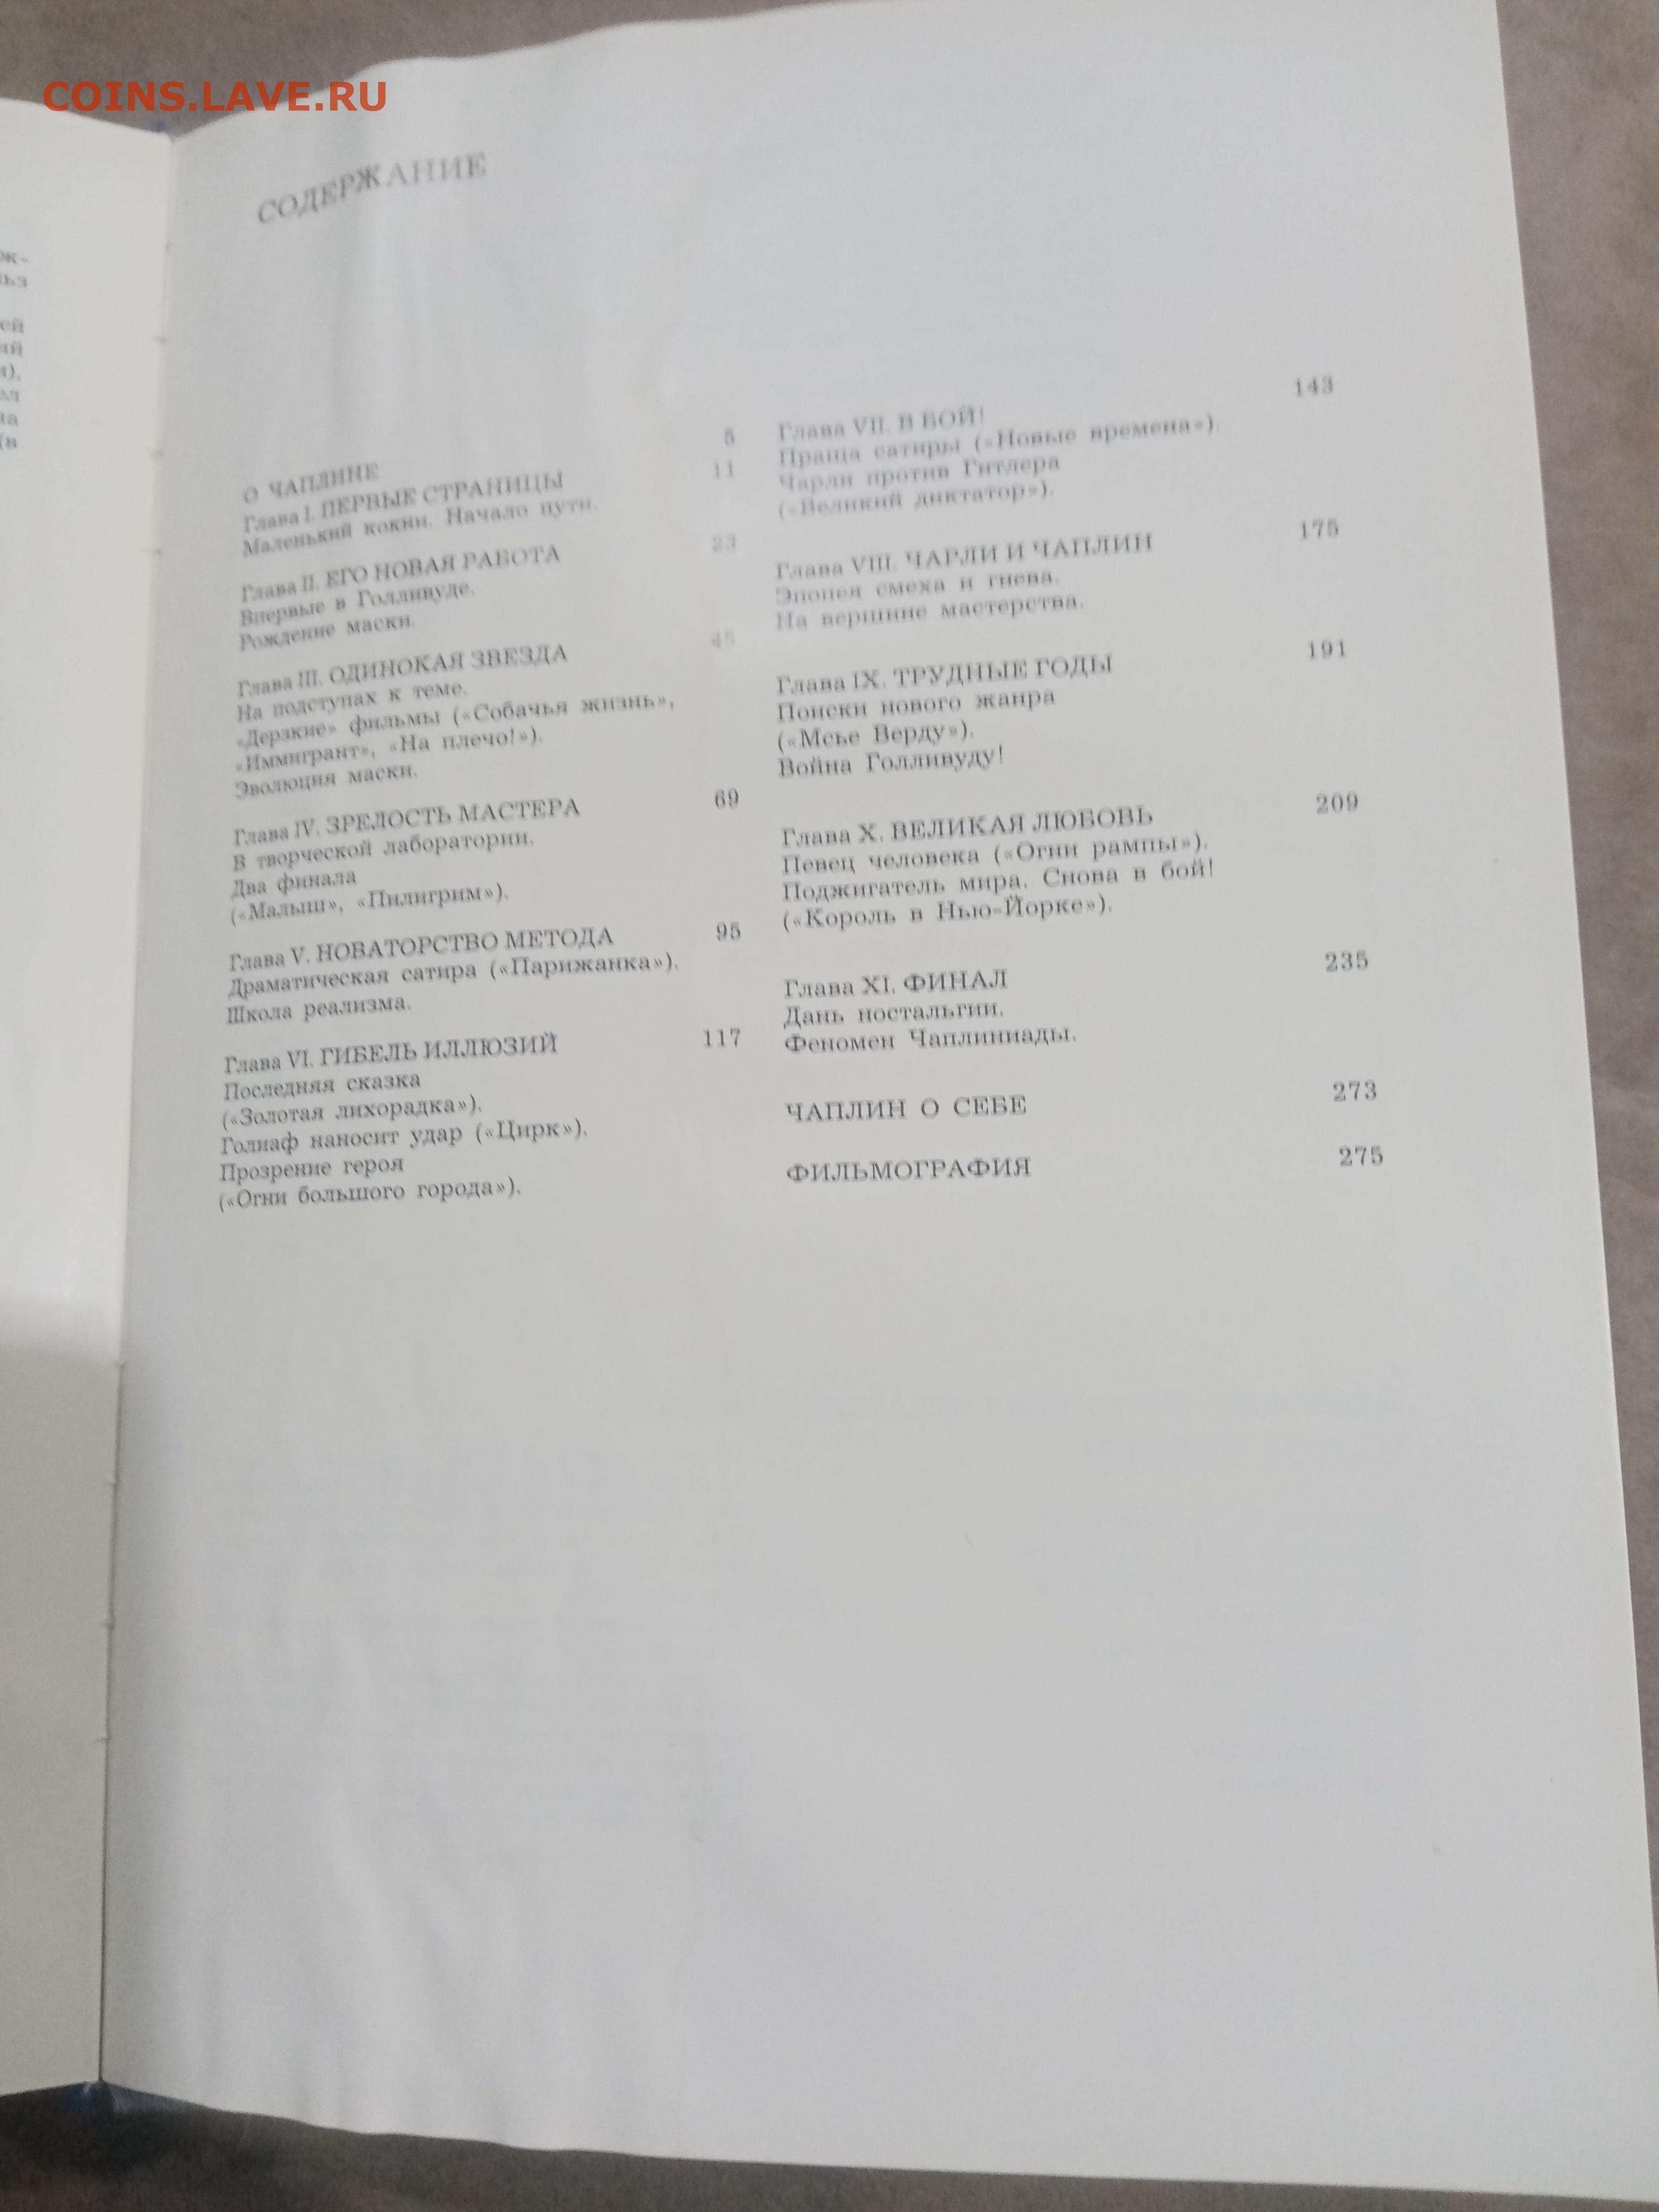 COINS.LAVE.RU
СОДЕРЖАНИЕ
О ЧАПЛИНЕ 5
Глава I. ПЕРВЫЕ СТРАНИЦЫ 11
Маленький кокни. Начало пути.
Глава II. ЕГО НОВАЯ РАБОТА 23
Впервые в Голливуде.
Рождение маски.
Глава III. ОДИНОКАЯ ЗВЕЗДА 45
На подступах к теме.
«Дерзкие» фильмы («Собачья жизнь»,
«Иммигрант», «На плечо!»).
Эволюция маски.
Глава IV. ЗРЕЛОСТЬ МАСТЕРА 69
В творческой лаборатории.
Два финала
(«Малыш», «Пилигрим»).
Глава V. НОВАТОРСТВО МЕТОДА 95
Драматическая сатира («Парижанка»).
Школа реализма.
Глава VI. ГИБЕЛЬ ИЛЛЮЗИЙ 117
Последняя сказка
(«Золотая лихорадка»).
Голиаф наносит удар («Цирк»).
Прозрение героя
(«Огни большого города»).
Глава VII. В БОЙ! 143
Праща сатиры («Новые времена»).
Чарли против Гитлера
(«Великий диктатор»).
Глава VIII. ЧАРЛИ И ЧАПЛИН 175
Эпопея смеха и гнева.
На вершине мастерства.
Глава IX. ТРУДНЫЕ ГОДЫ 191
Поиски нового жанра
(«Мсье Верду»).
Война Голливуду!
Глава X. ВЕЛИКАЯ ЛЮБОВЬ 209
Певец человека («Огни рампы»).
Поджигатель мира. Снова в бой!
(«Король в Нью-Йорке»).
Глава XI. ФИНАЛ 235
Дань ностальгии.
Феномен Чаплиниады.
ЧАПЛИН О СЕБЕ 273
ФИЛЬМОГРАФИЯ 275